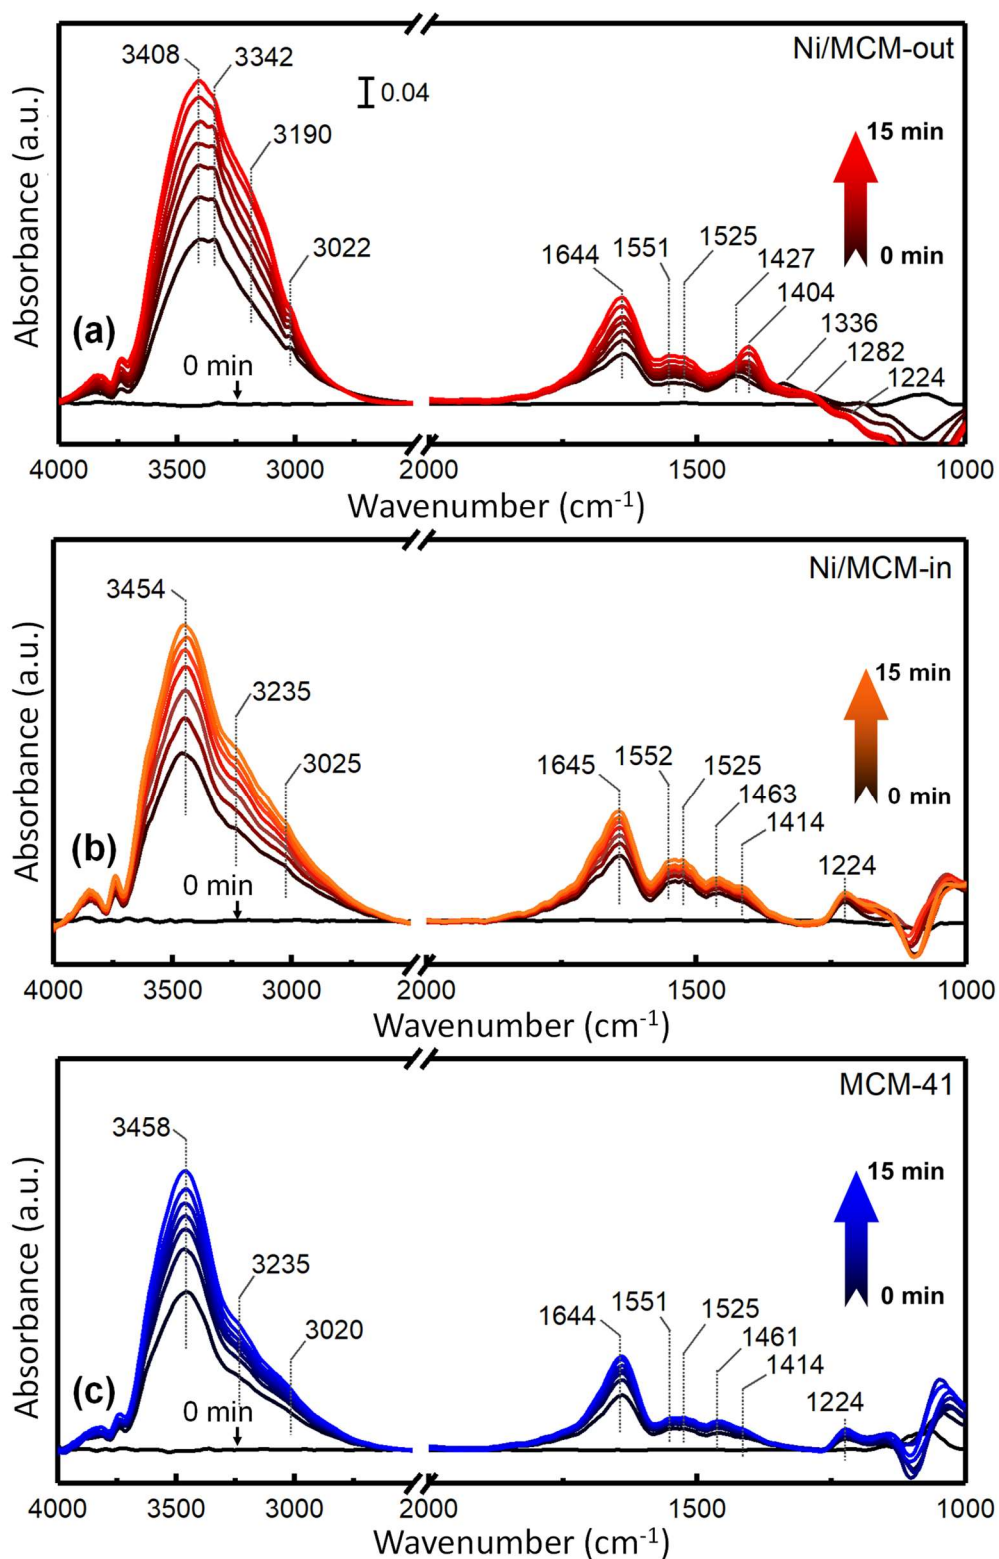 Ni/MCM-out
3408 3342
0.04
3190
15 min
3022
1644 1551 1525
1427
1404
0 min
1336
1282
1224
(a)
0 min
Absorbance (a.u.)
4000 3500 3000 2000 1500 1000
Wavenumber (cm-1)
Ni/MCM-in
3454
3235
15 min
3025
1645 1552 1525
1463
1414
0 min
1224
(b)
0 min
Absorbance (a.u.)
4000 3500 3000 2000 1500 1000
Wavenumber (cm-1)
MCM-41
3458
15 min
3235
3020
1644 1551 1525
1461
1414
0 min
1224
(c)
0 min
Absorbance (a.u.)
4000 3500 3000 2000 1500 1000
Wavenumber (cm-1)